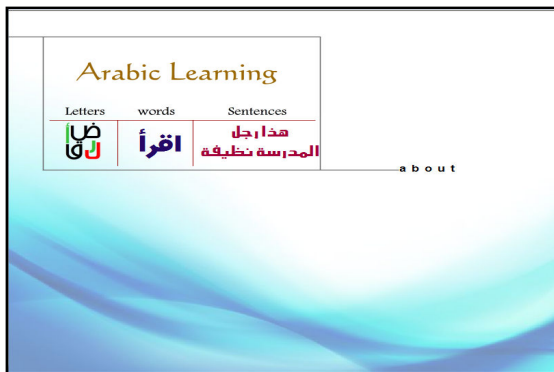 Arabic Learning
Letters words Sentences
اقرأ
هذا رجل
المدرسة نظيفة
about